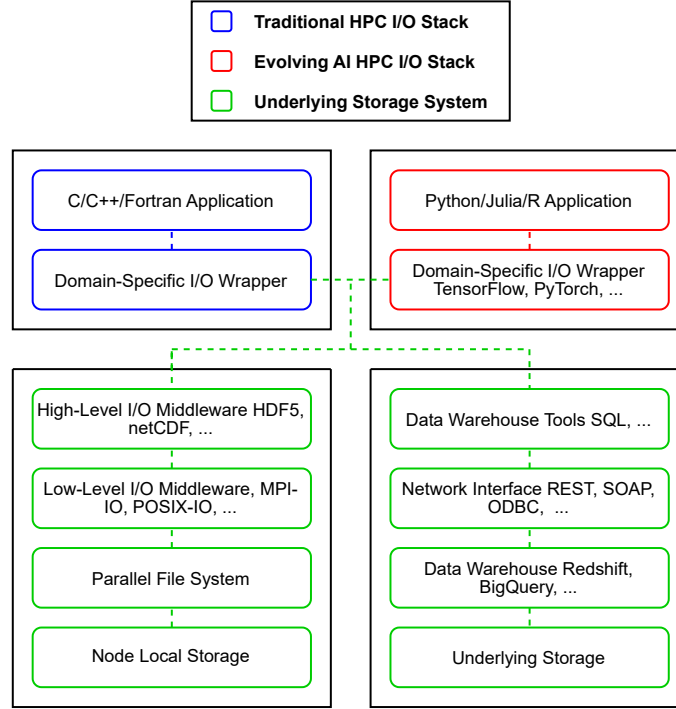 Traditional HPC I/O Stack
Evolving AI HPC I/O Stack
Underlying Storage System
C/C++/Fortran Application
Domain-Specific I/O Wrapper
Python/Julia/R Application
Domain-Specific I/O Wrapper
TensorFlow, PyTorch, ...
High-Level I/O Middleware HDF5,
netCDF, ...
Low-Level I/O Middleware, MPI-
IO, POSIX-IO, ...
Parallel File System
Node Local Storage
Data Warehouse Tools SQL, ...
Network Interface REST, SOAP,
ODBC, ...
Data Warehouse Redshift,
BigQuery, ...
Underlying Storage